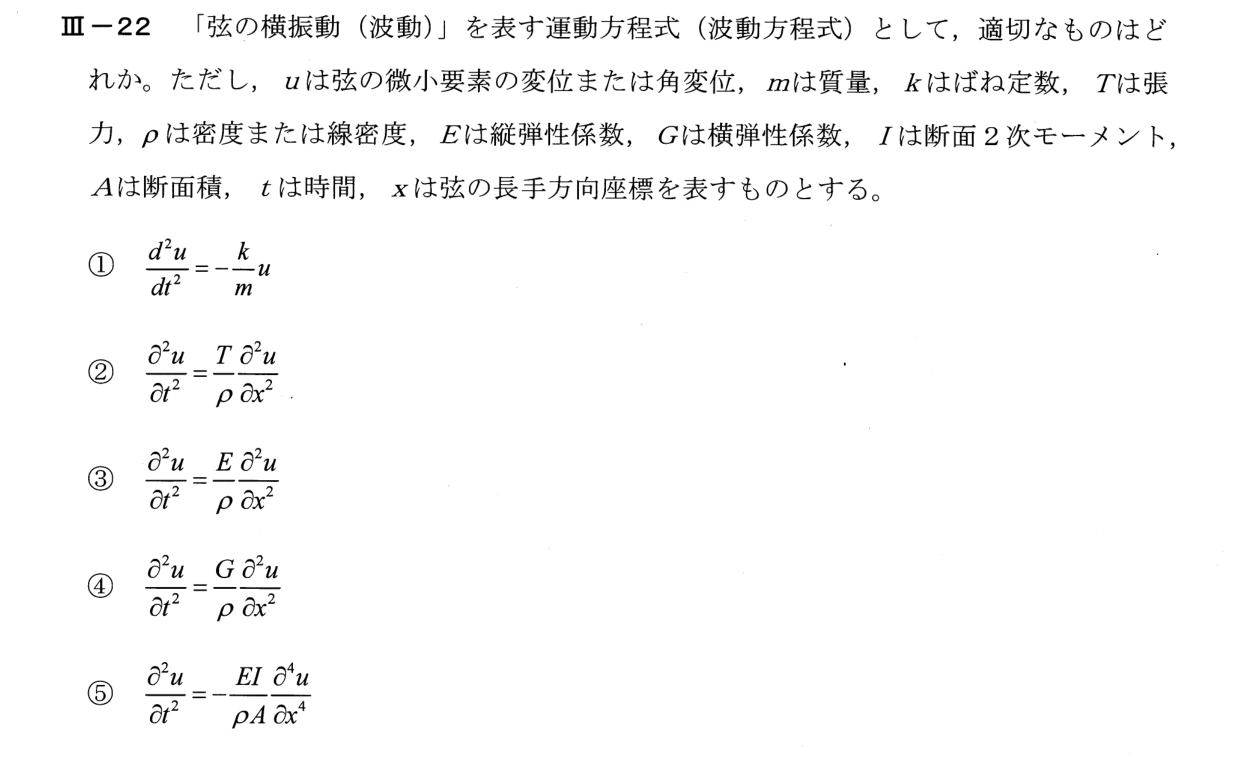 Ⅲ－22 「弦の横振動（波動）」を表す運動方程式（波動方程式）として，適切なものはど
れか。ただし，uは弦の微小要素の変位または角変位，mは質量，kはばね定数，Tは張
力，ρは密度または線密度，Eは縦弾性係数，Gは横弾性係数，Iは断面２次モーメント，
Aは断面積，tは時間，xは弦の長手方向座標を表すものとする。
① d²u/dt² = −(k/m)u
② ∂²u/∂t² = (T/ρ)(∂²u/∂x²)
③ ∂²u/∂t² = (E/ρ)(∂²u/∂x²)
④ ∂²u/∂t² = (G/ρ)(∂²u/∂x²)
⑤ ∂²u/∂t² = −(EI/ρA)(∂⁴u/∂x⁴)